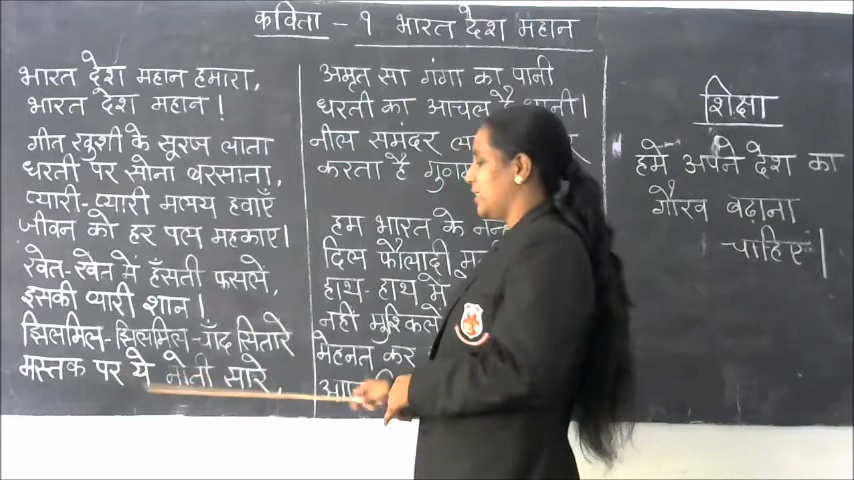 कविता - १ भारत देश महान
भारत देश महान हमारा,
भारत देश महान!
गीत खुशी के सूरज लाता
धरती पर सोना बरसाता,
प्यारी-प्यारी मलय हवाएँ
जीवन को हर पल महकाए।
खेत-खेत में हँसती फसलें,
इसकी प्यारी शान!
झिलमिल-झिलमिल चाँद सितारे
मस्तक पर ये मोती सारे,
अमृत सा गंगा का पानी
धरती का आचल है धानी।
नील समंदर
करता है
हम भारत के
दिल फौलादी
हाथ-हाथ में
नहीं मुश्किलें
मेहनत कर
शिक्षा
हमें अपने देश का
गौरव बढ़ाना
चाहिए।